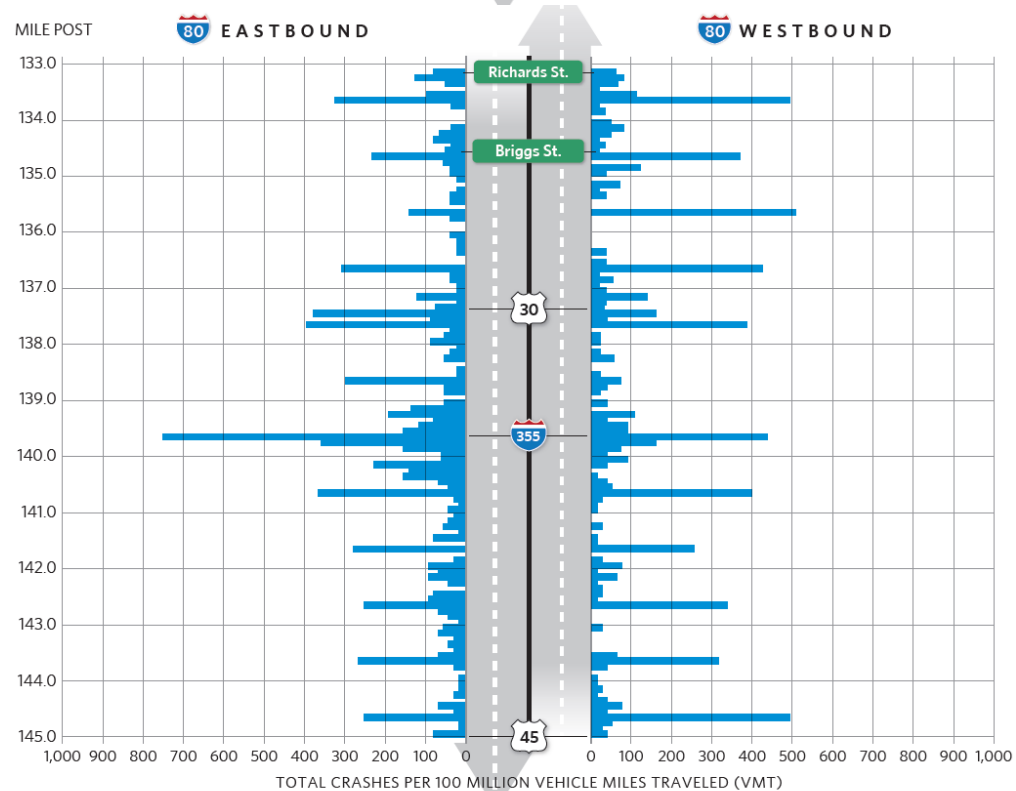 MILE POST
80 EASTBOUND
80 WESTBOUND
133.0
Richards St.
134.0
Briggs St.
135.0
136.0
137.0
30
138.0
139.0
355
140.0
141.0
142.0
143.0
144.0
145.0
45
1,000 900 800 700 600 500 400 300 200 100 0
0 100 200 300 400 500 600 700 800 900 1,000
TOTAL CRASHES PER 100 MILLION VEHICLE MILES TRAVELED (VMT)